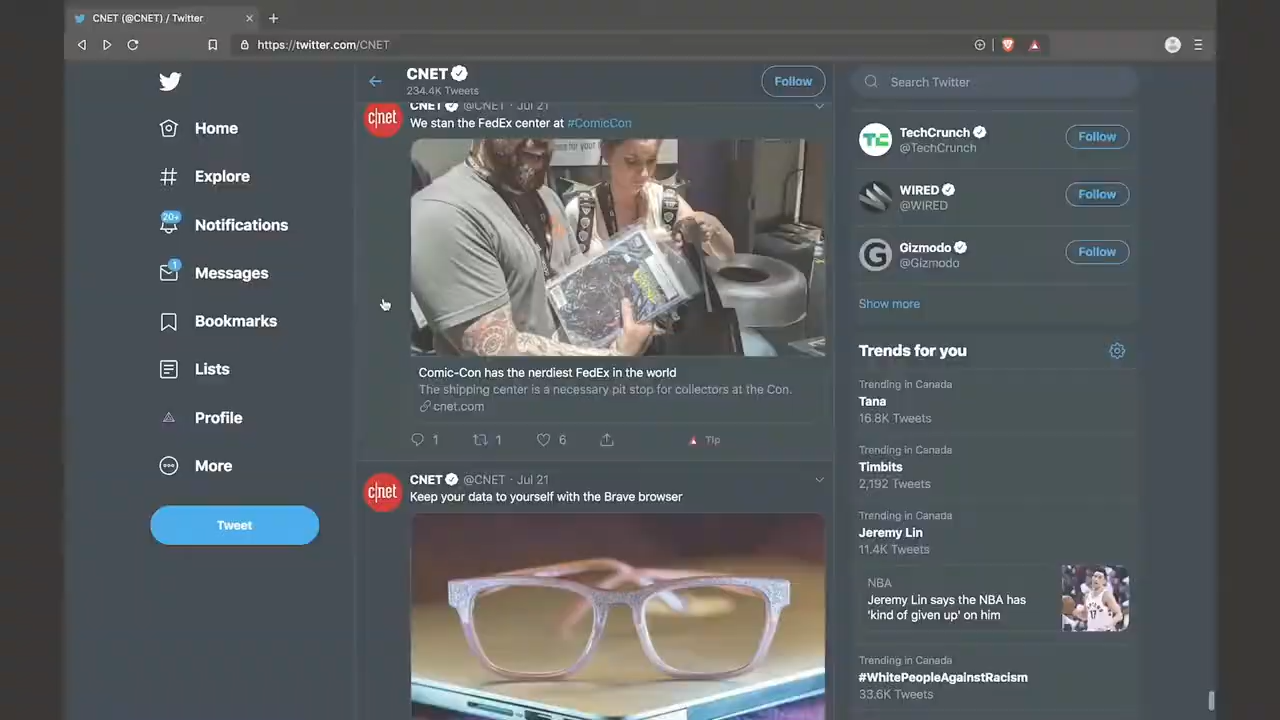 CNET (@CNET) / Twitter
https://twitter.com/CNET
Home
Explore
20+
Notifications
1
Messages
Bookmarks
Lists
Profile
More
Tweet
CNET
234.4K Tweets
Follow
c|net
CNET @CNET · Jul 21
We stan the FedEx center at #ComicCon
Comic-Con has the nerdiest FedEx in the world
The shipping center is a necessary pit stop for collectors at the Con.
cnet.com
1
1
6
Tip
c|net
CNET @CNET · Jul 21
Keep your data to yourself with the Brave browser
Search Twitter
TC
TechCrunch
@TechCrunch
Follow
WIRED
@WIRED
Follow
G
Gizmodo
@Gizmodo
Follow
Show more
Trends for you
Trending in Canada
Tana
16.8K Tweets
Trending in Canada
Timbits
2,192 Tweets
Trending in Canada
Jeremy Lin
11.4K Tweets
NBA
Jeremy Lin says the NBA has
'kind of given up' on him
Trending in Canada
#WhitePeopleAgainstRacism
33.6K Tweets